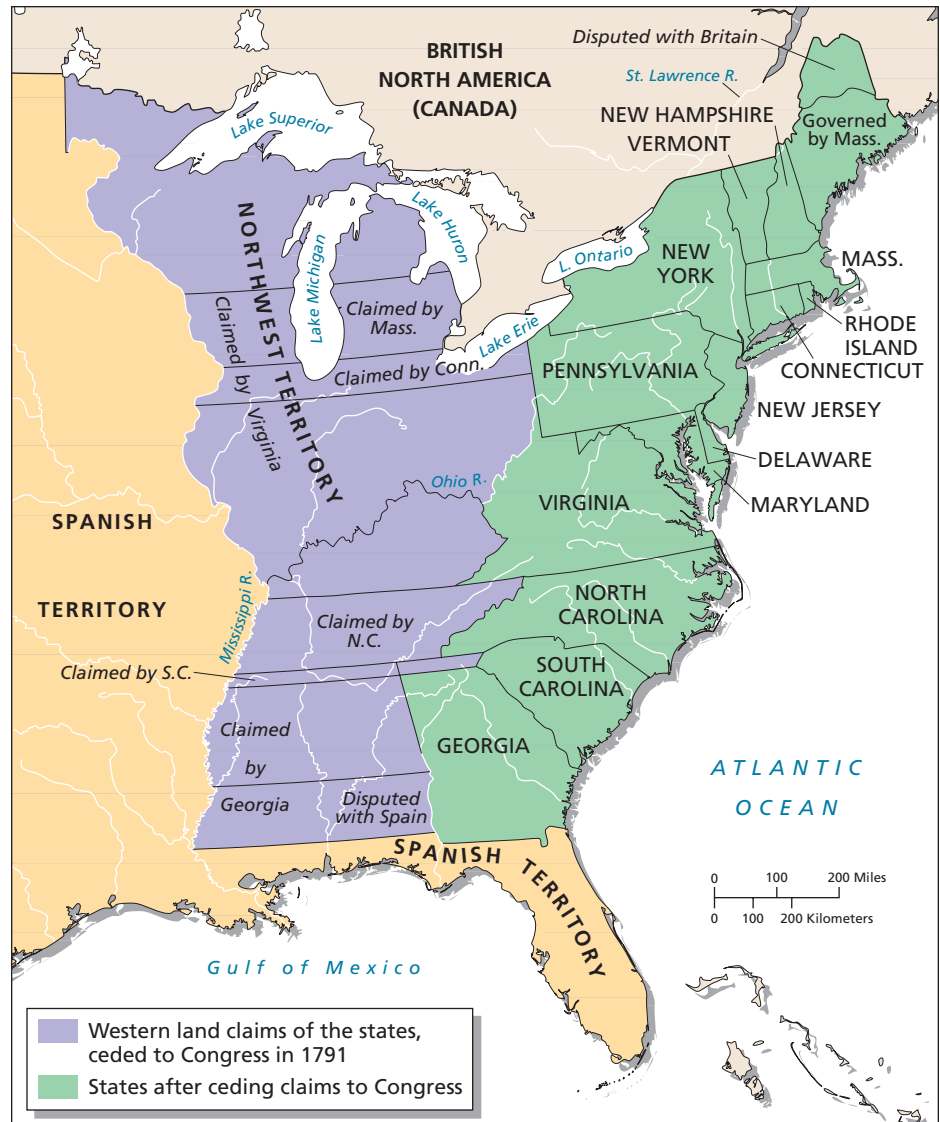 Disputed with Britain
BRITISH
NORTH AMERICA
(CANADA)
St. Lawrence R.
NEW HAMPSHIRE
VERMONT
Governed
by Mass.
Lake Superior
Lake Huron
Lake Michigan
L. Ontario
Lake Erie
NEW
YORK
MASS.
NORTHWEST TERRITORY
Claimed by
Mass.
Claimed by Conn.
Claimed by Virginia
RHODE
ISLAND
CONNECTICUT
PENNSYLVANIA
NEW JERSEY
DELAWARE
MARYLAND
Ohio R.
VIRGINIA
SPANISH
TERRITORY
Mississippi R.
NORTH
CAROLINA
Claimed by
N.C.
Claimed by S.C.
SOUTH
CAROLINA
Claimed
by
Georgia
GEORGIA
Disputed
with Spain
SPANISH TERRITORY
ATLANTIC
OCEAN
0 100 200 Miles
0 100 200 Kilometers
Gulf of Mexico
Western land claims of the states,
ceded to Congress in 1791
States after ceding claims to Congress